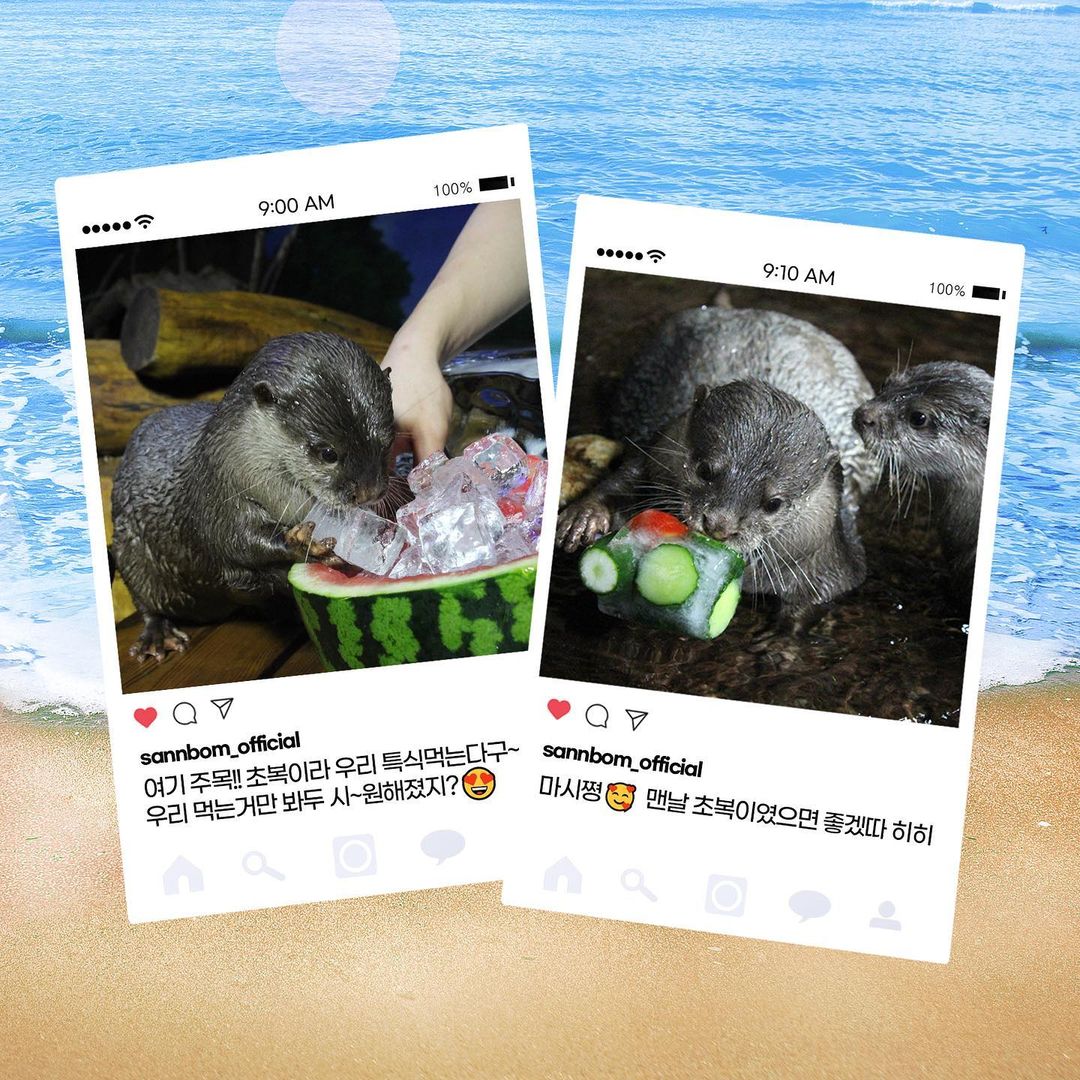 9:00 AM
100%
sannbom_official
여기 주목!! 초복이라 우리 특식먹는다구~
우리 먹는거만 봐두 시~원해졌지?😍
9:10 AM
100%
sannbom_official
마시쪙🥰 맨날 초복이였으면 좋겠따 히히